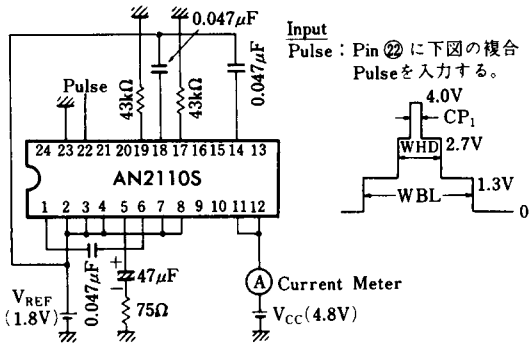 0.047μF
Input
Pulse : Pin ㉒ に下図の複合
Pulseを入力する。
Pulse
43kΩ
43kΩ
0.047μF
4.0V
CP₁
WHD
2.7V
WBL
1.3V
0
24 23 22 21 20 19 18 17 16 15 14 13
AN2110S
1 2 3 4 5 6 7 8 9 10 11 12
0.047μF
+
47μF
−
75Ω
VREF
(1.8V)
A Current Meter
VCC(4.8V)